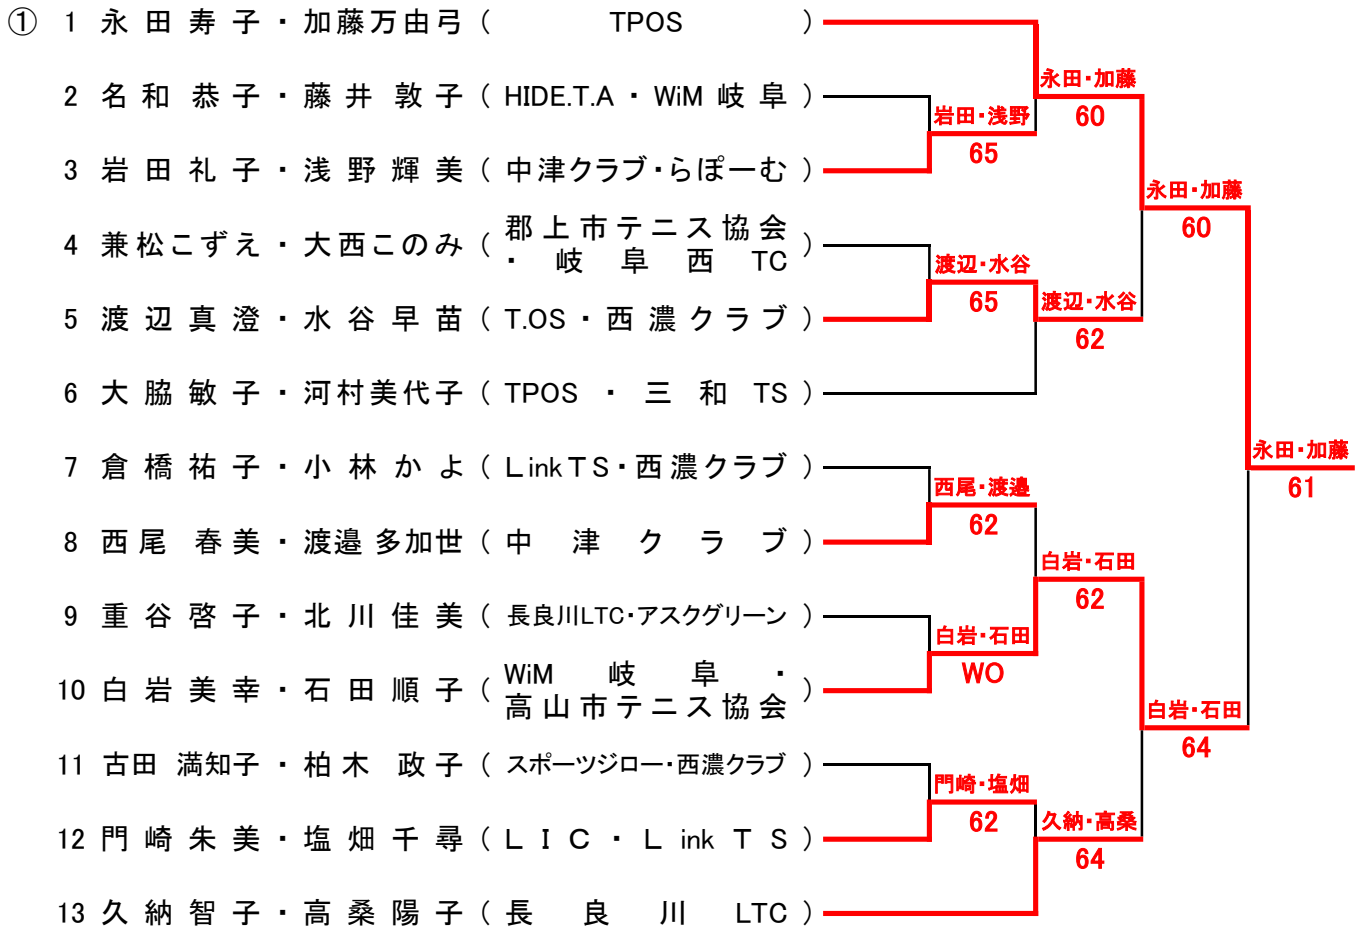 ① 1 永田寿子・加藤万由弓（ TPOS ）
2 名和恭子・藤井敦子（ HIDE.T.A・WiM岐阜 ）
3 岩田礼子・浅野輝美（ 中津クラブ・らぽーむ ）
4 兼松こずえ・大西このみ（ 郡上市テニス協会
・岐阜西TC ）
5 渡辺真澄・水谷早苗（ T.OS・西濃クラブ ）
6 大脇敏子・河村美代子（ TPOS・三和TS ）
7 倉橋祐子・小林かよ（ LinkTS・西濃クラブ ）
8 西尾春美・渡邉多加世（ 中津クラブ ）
9 重谷啓子・北川佳美（ 長良川LTC・アスクグリーン ）
10 白岩美幸・石田順子（ WiM岐阜・
高山市テニス協会 ）
11 古田満知子・柏木政子（ スポーツジロー・西濃クラブ ）
12 門崎朱美・塩畑千尋（ LIC・Link TS ）
13 久納智子・高桑陽子（ 長良川LTC ）
岩田・浅野
65
渡辺・水谷
65
西尾・渡邉
62
白岩・石田
WO
門崎・塩畑
62
永田・加藤
60
渡辺・水谷
62
白岩・石田
62
久納・高桑
64
永田・加藤
60
白岩・石田
64
永田・加藤
61